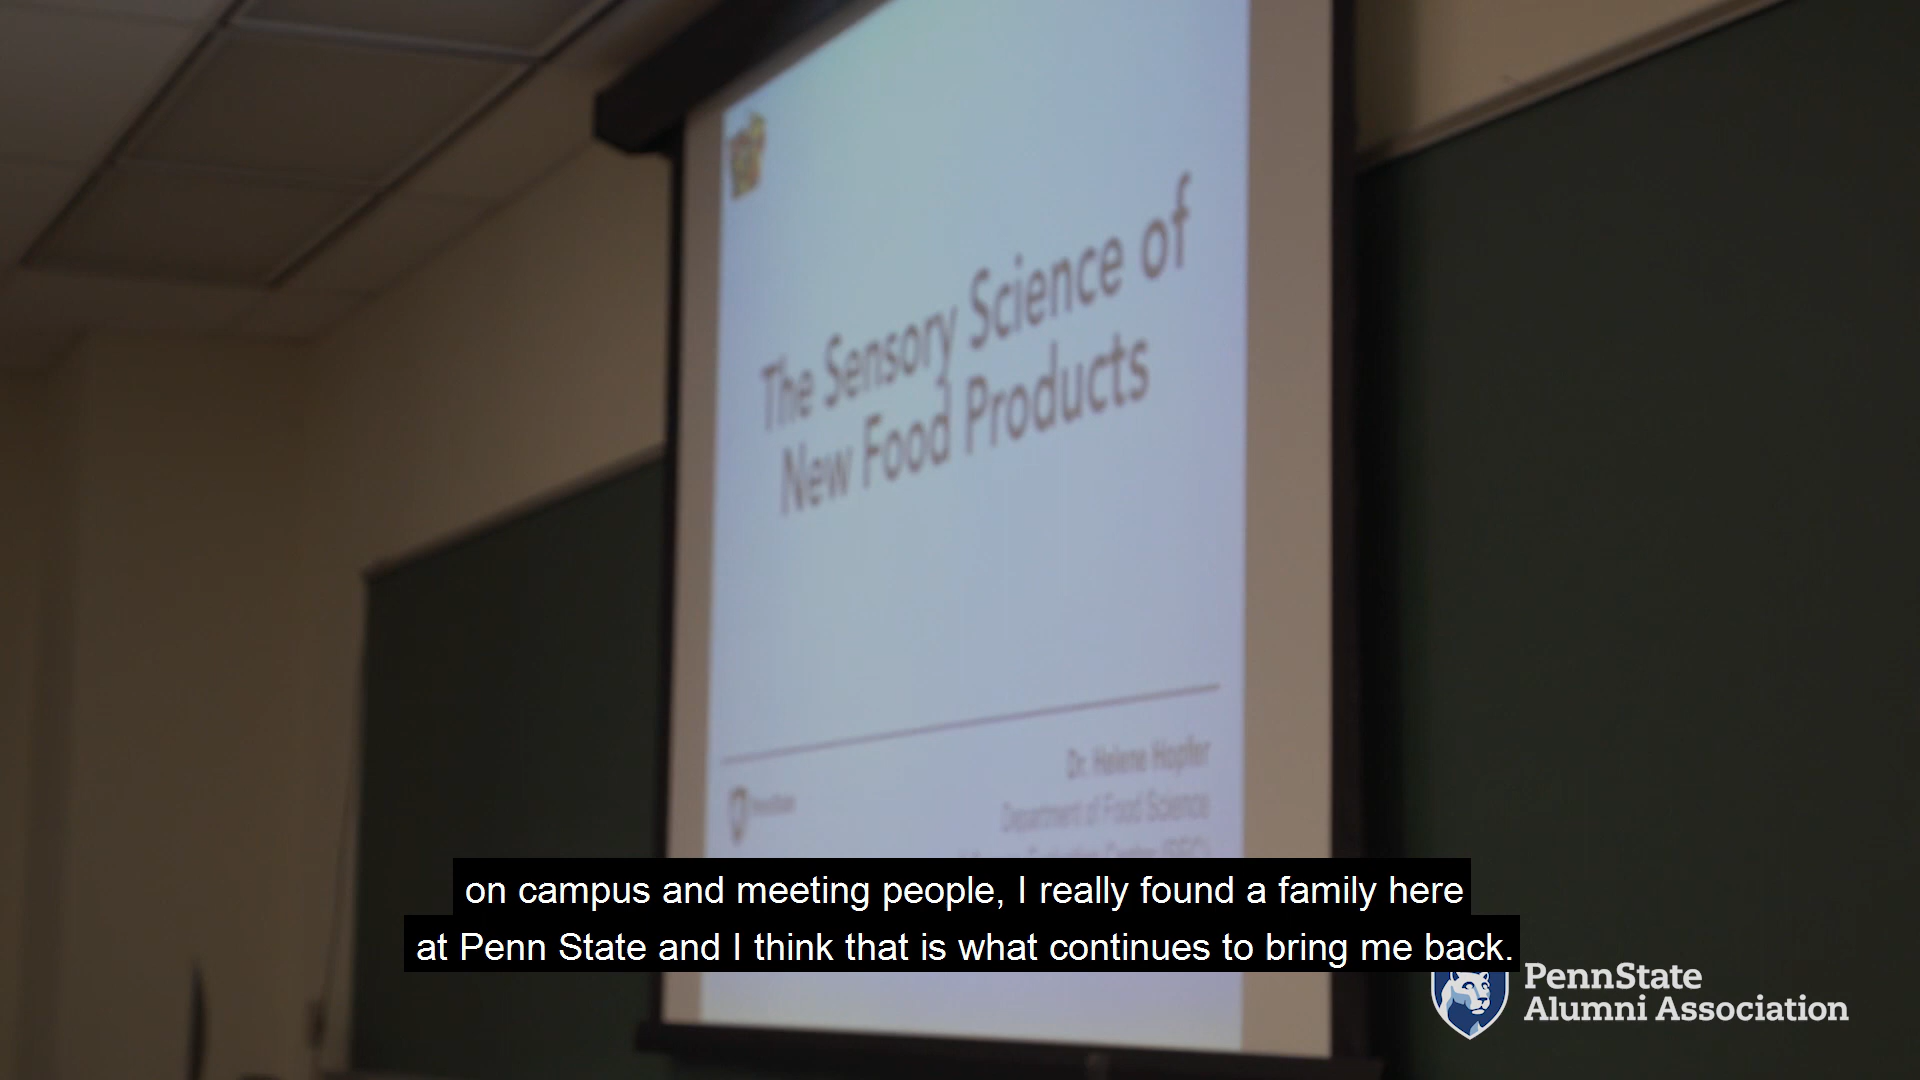 The Sensory Science of
New Food Products
Dr. Helene Hopfer
Department of Food Science
PennState
on campus and meeting people, I really found a family here
at Penn State and I think that is what continues to bring me back.
PennState
Alumni Association